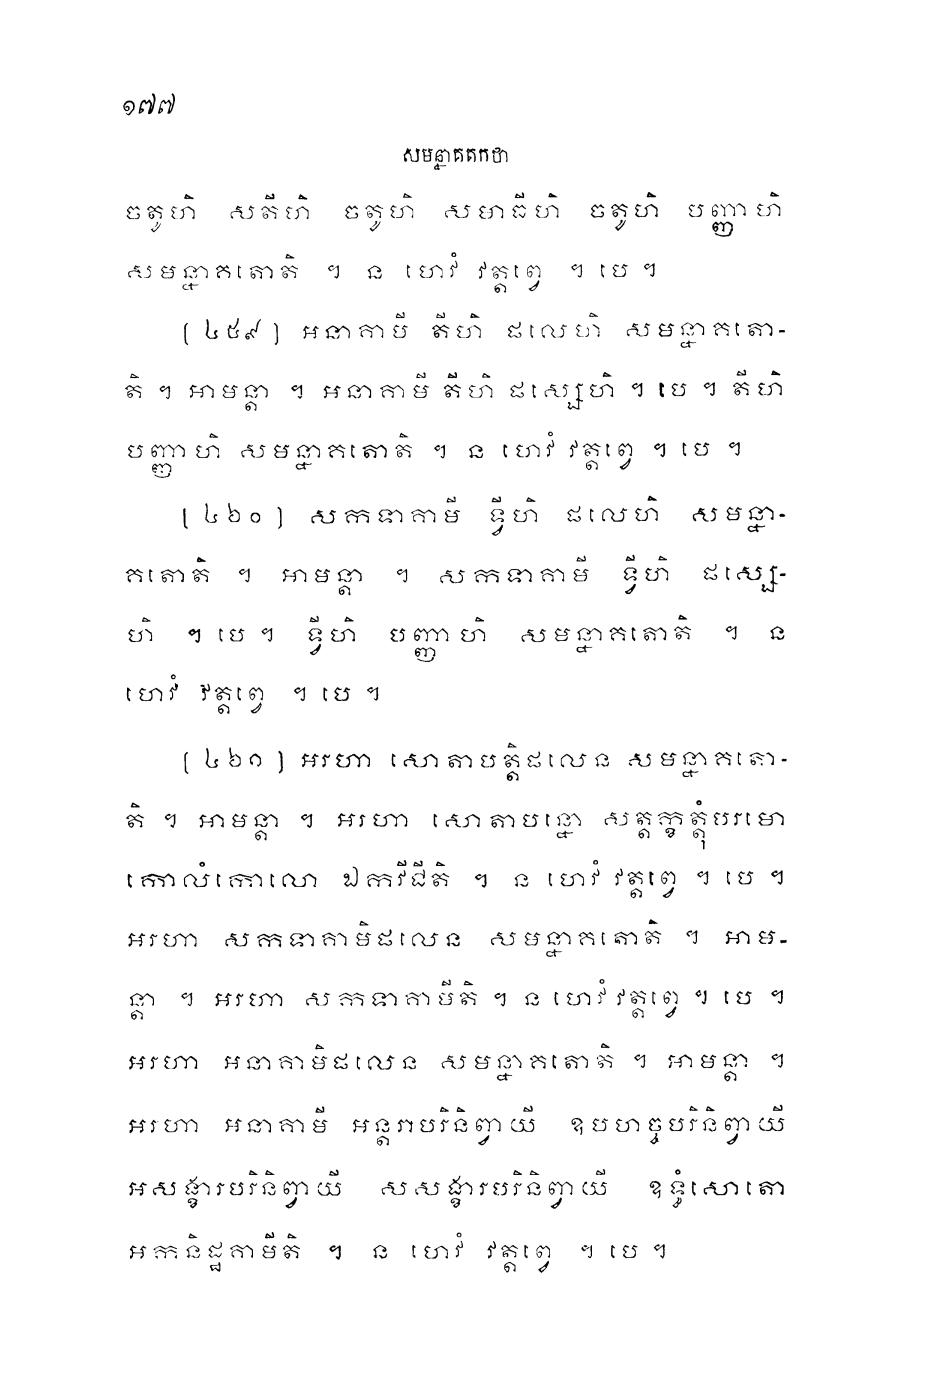 ១៧៧
សមន្នាគតកថា
ចតូហិ សតីហិ ចតូហិ សមាធីហិ ចតូហិ បញ្ញាហិ
សមន្នាគតោតិ ។ ន ហេវំ វត្តព្វេ ។ បេ ។
[៤៥៩] អនាគាមី តីហិ ផលេហិ សមន្នាគតោ-
តិ ។ អាមន្តា ។ អនាគាមី តីហិ ផស្សេហិ ។ បេ ។ តីហិ
បញ្ញាហិ សមន្នាគតោតិ ។ ន ហេវំ វត្តព្វេ ។ បេ ។
[៤៦០] សកទាគាមី ទ្វីហិ ផលេហិ សមន្នា-
គតោតិ ។ អាមន្តា ។ សកទាគាមី ទ្វីហិ ផស្សេ-
ហិ ។ បេ ។ ទ្វីហិ បញ្ញាហិ សមន្នាគតោតិ ។ ន
ហេវំ វត្តព្វេ ។ បេ ។
[៤៦១] អរហា សោតាបត្តិផលេន សមន្នាគតោ-
តិ ។ អាមន្តា ។ អរហា សោតាបន្នោ សត្តក្ខត្តុំបរមោ
កោលំកោលោ ឯកវីជីតិ ។ ន ហេវំ វត្តព្វេ ។ បេ ។
អរហា សកទាគាមិផលេន សមន្នាគតោតិ ។ អាម-
ន្តា ។ អរហា សកទាគាមីតិ ។ ន ហេវំ វត្តព្វេ ។ បេ ។
អរហា អនាគាមិផលេន សមន្នាគតោតិ ។ អាមន្តា ។
អរហា អនាគាមី អន្តរាបរិនិព្វាយី ឧបហច្ចបរិនិព្វាយី
អសង្ខារបរិនិព្វាយី សសង្ខារបរិនិព្វាយី ឧទ្ធំសោតោ
អកនិដ្ឋគាមីតិ ។ ន ហេវំ វត្តព្វេ ។ បេ ។